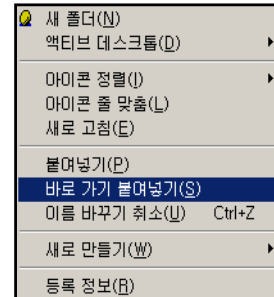 새 폴더(N)
액티브 데스크톱(D)
아이콘 정렬(I)
아이콘 줄 맞춤(L)
새로 고침(E)
붙여넣기(P)
바로 가기 붙여넣기(S)
이름 바꾸기 취소(U) Ctrl+Z
새로 만들기(W)
등록 정보(R)